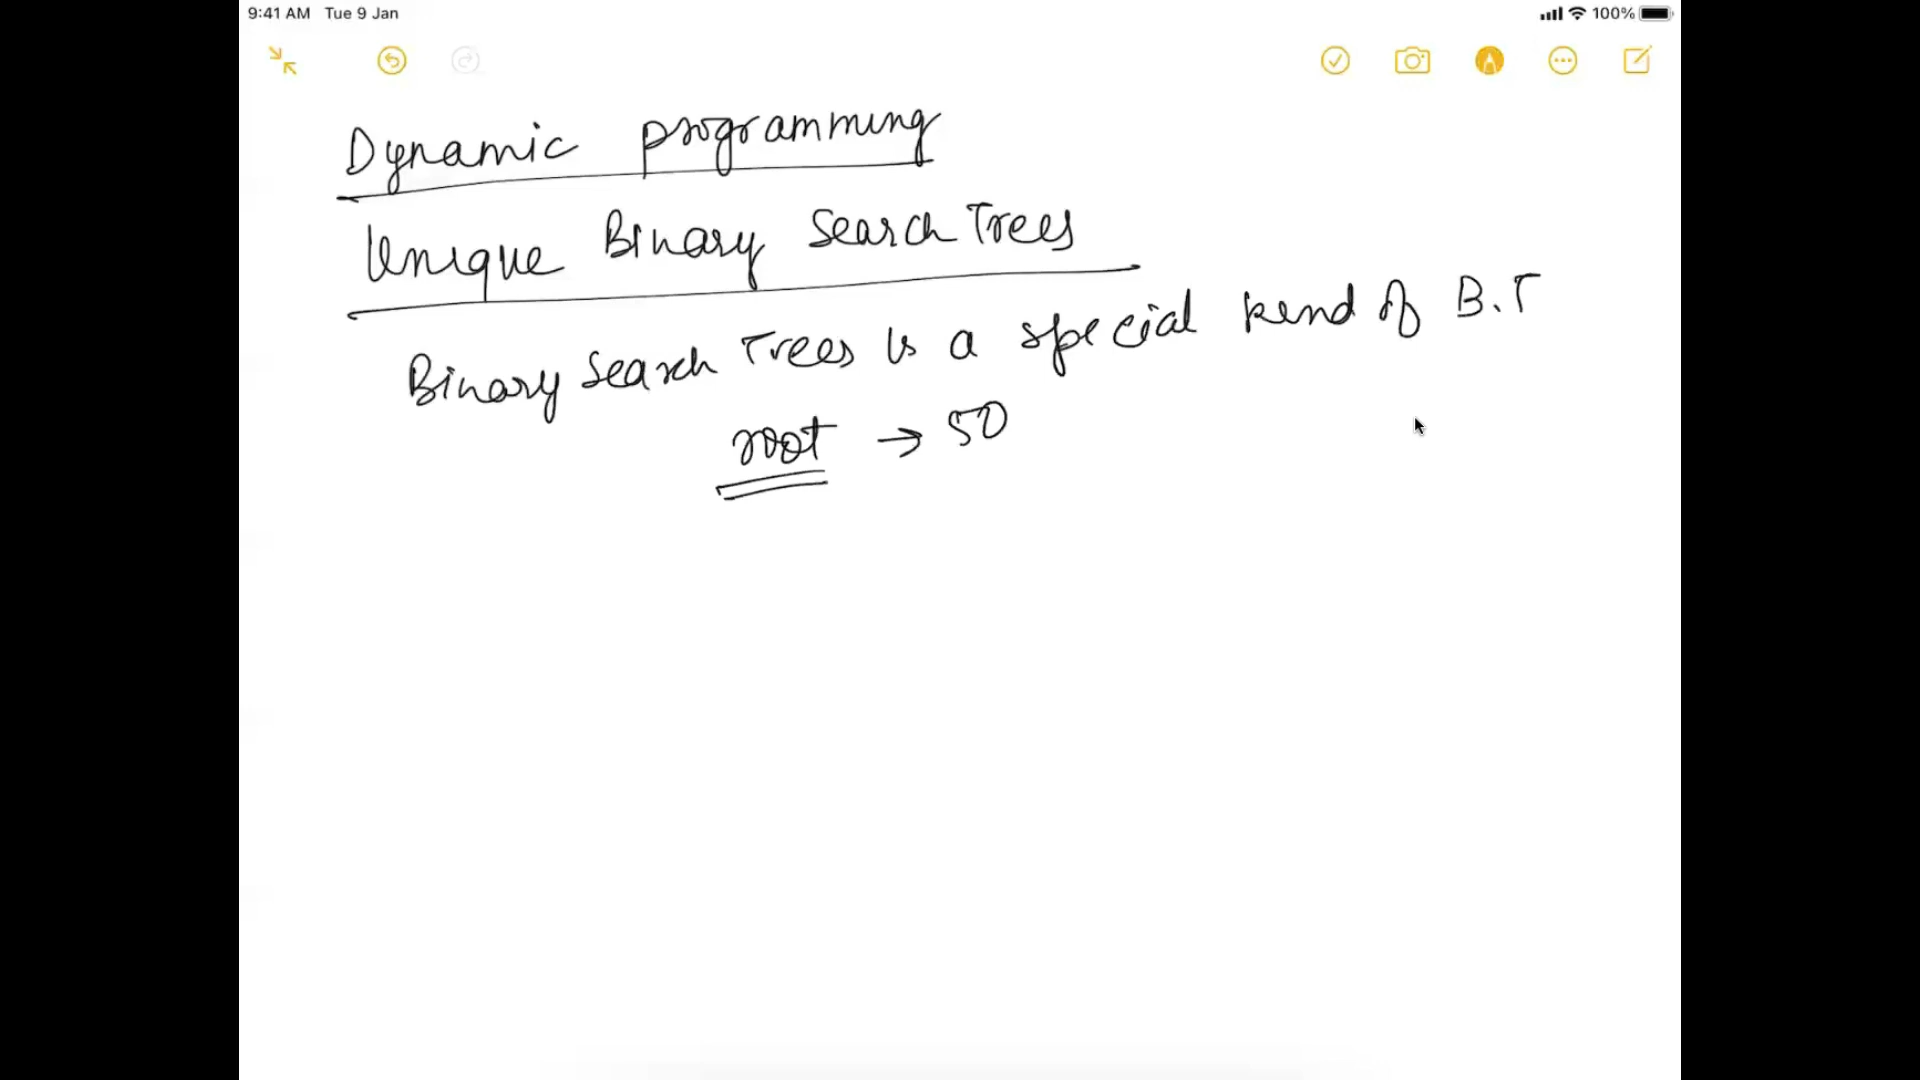 9:41 AM Tue 9 Jan 100%
Dynamic programming
Unique Binary Search Trees
Binary Search Trees is a special kind of B.T
root → 50